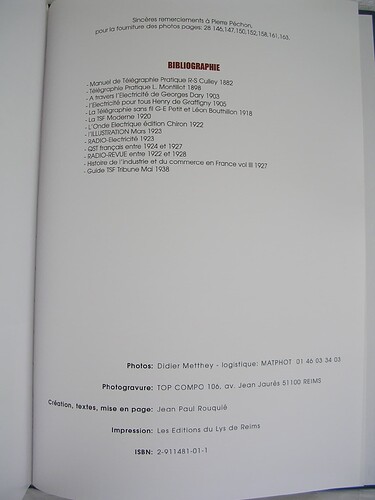 Sincères remerciements à Pierre Péchon,
pour la fourniture des photos pages: 28 146,147,150,152,158,161,163.
BIBLIOGRAPHIE
- Manuel de Télégraphie Pratique R-S Culley 1882
- Télégraphie Pratique L. Montillot 1898
- A travers l'Electricité de Georges Dary 1903
- l'Electricité pour tous Henry de Graffigny 1905
- La Télégraphie sans fil G-E Petit et Léon Bouthillon 1918
- La TSF Moderne 1920
- L'Onde Electrique édition Chiron 1922
- l'ILLUSTRATION Mars 1923
- RADIO-Electricité 1923
- QST français entre 1924 et 1927
- RADIO-REVUE entre 1922 et 1928
- Histoire de l'industrie et du commerce en France vol III 1927
- Guide TSF Tribune Mai 1938
Photos: Didier Metthey - logistique: MATPHOT 01 46 03 34 03
Photogravure: TOP COMPO 106, av. Jean Jaurés 51100 REIMS
Création, textes, mise en page: Jean Paul Rouquié
Impression: Les Editions du Lys de Reims
ISBN: 2-911481-01-1